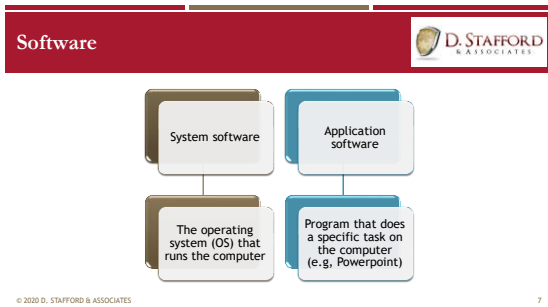 Software
D. STAFFORD
& ASSOCIATES
System software
Application
software
The operating
system (OS) that
runs the computer
Program that does
a specific task on
the computer
(e.g, Powerpoint)
© 2020 D. STAFFORD & ASSOCIATES
7